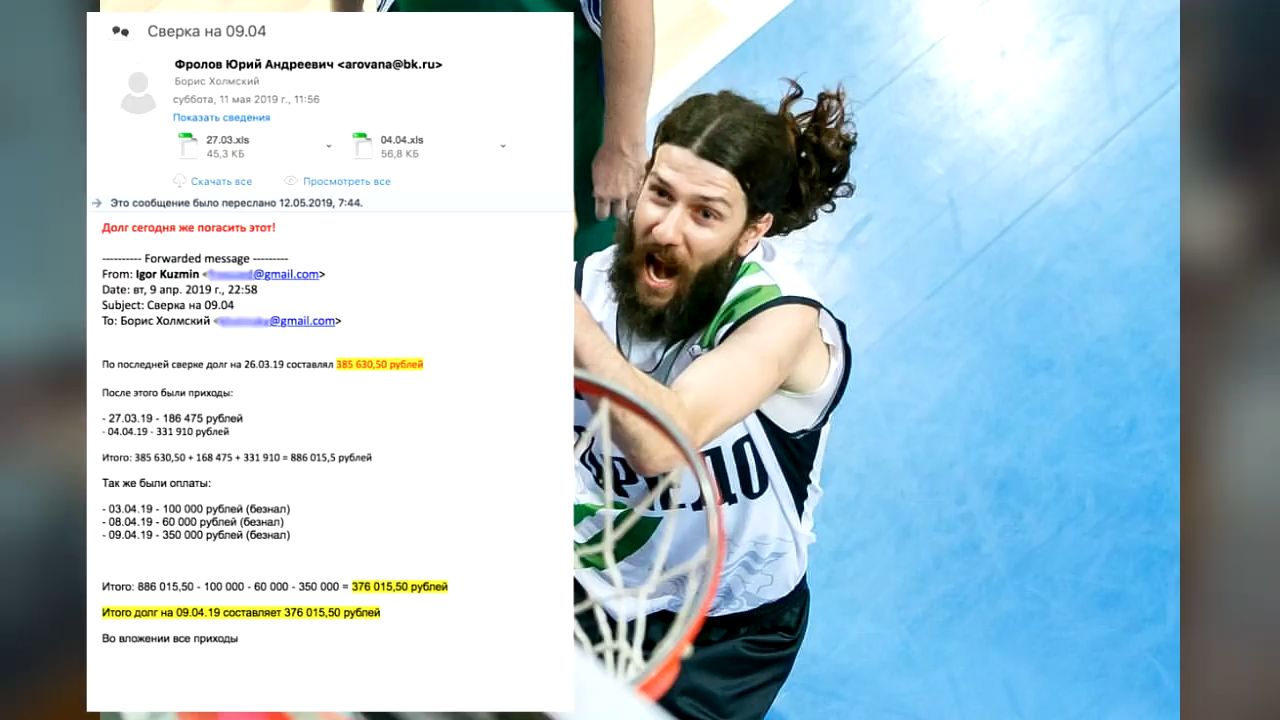 Сверка на 09.04
Фролов Юрий Андреевич <arovana@bk.ru>
Борис Холмский
суббота, 11 мая 2019 г., 11:56
Показать сведения
27.03.xls
45,3 КБ
04.04.xls
56,8 КБ
Скачать все
Просмотреть все
Это сообщение было переслано 12.05.2019, 7:44.
Долг сегодня же погасить этот!
---------- Forwarded message ---------
From: Igor Kuzmin < @gmail.com>
Date: вт, 9 апр. 2019 г., 22:58
Subject: Сверка на 09.04
To: Борис Холмский < @gmail.com>
По последней сверке долг на 26.03.19 составлял 385 630,50 рублей
После этого были приходы:
- 27.03.19 - 186 475 рублей
- 04.04.19 - 331 910 рублей
Итого: 385 630,50 + 168 475 + 331 910 = 886 015,5 рублей
Так же были оплаты:
- 03.04.19 - 100 000 рублей (безнал)
- 08.04.19 - 60 000 рублей (безнал)
- 09.04.19 - 350 000 рублей (безнал)
Итого: 886 015,50 - 100 000 - 60 000 - 350 000 = 376 015,50 рублей
Итого долг на 09.04.19 составляет 376 015,50 рублей
Во вложении все приходы